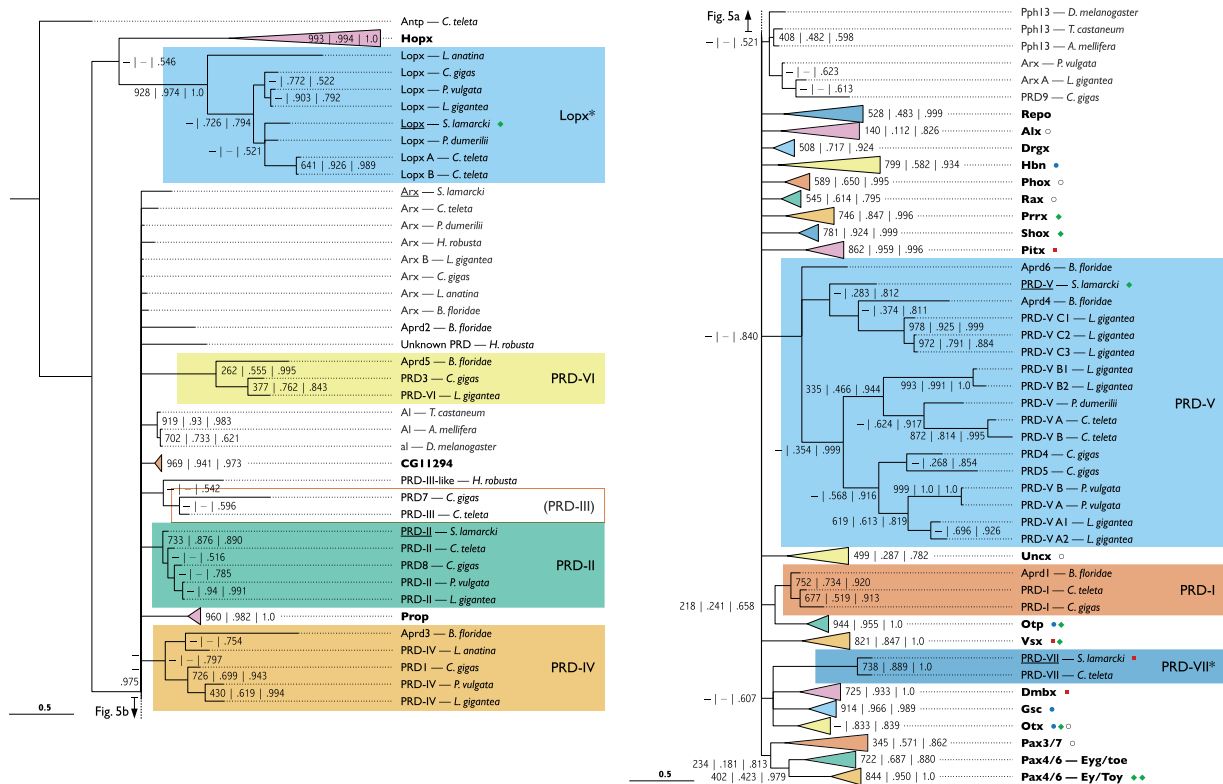 Antp — C. teleta
993 | .994 | 1.0
Hopx
— | — | .546
Lopx — L. anatina
Lopx — C. gigas
— | .772 | .522
928 | .974 | 1.0
Lopx — P. vulgata
— | .903 | .792
Lopx — L. gigantea
Lopx*
— | .726 | .794
Lopx — S. lamarcki
Lopx — P. dumerilii
— | — | .521
Lopx A — C. teleta
641 | .926 | .989
Lopx B — C. teleta
Arx — S. lamarcki
Arx — C. teleta
Arx — P. dumerilii
Arx — H. robusta
Arx B — L. gigantea
Arx — C. gigas
Arx — L. anatina
Arx — B. floridae
Aprd2 — B. floridae
Unknown PRD — H. robusta
Aprd5 — B. floridae
262 | .555 | .995
PRD3 — C. gigas
PRD-VI
377 | .762 | .843
PRD-VI — L. gigantea
Al — T. castaneum
919 | .93 | .983
Al — A. mellifera
702 | .733 | .621
al — D. melanogaster
969 | .941 | .973
CG11294
PRD-III-like — H. robusta
— | — | .542
PRD7 — C. gigas
— | — | .596
(PRD-III)
PRD-III — C. teleta
PRD-II — S. lamarcki
733 | .876 | .890
PRD-II — C. teleta
— | — | .516
PRD8 — C. gigas
PRD-II
— | — | .785
PRD-II — P. vulgata
— | .94 | .991
PRD-II — L. gigantea
960 | .982 | 1.0
Prop
Aprd3 — B. floridae
— | — | .754
PRD-IV — L. anatina
— | — | .797
PRD1 — C. gigas
PRD-IV
726 | .699 | .943
PRD-IV — P. vulgata
430 | .619 | .994
PRD-IV — L. gigantea
—
—
.975
0.5
Fig. 5b
Fig. 5a
Pph13 — D. melanogaster
Pph13 — T. castaneum
— | — | .521
408 | .482 | .598
Pph13 — A. mellifera
Arx — P. vulgata
— | — | .623
Arx A — L. gigantea
— | — | .613
PRD9 — C. gigas
528 | .483 | .999
Repo
140 | .112 | .826
Alx
508 | .717 | .924
Drgx
799 | .582 | .934
Hbn
589 | .650 | .995
Phox
545 | .614 | .795
Rax
746 | .847 | .996
Prrx
781 | .924 | .999
Shox
862 | .959 | .996
Pitx
Aprd6 — B. floridae
PRD-V — S. lamarcki
— | .283 | .812
Aprd4 — B. floridae
— | .374 | .811
PRD-V C1 — L. gigantea
978 | .925 | .999
— | — | .840
PRD-V C2 — L. gigantea
972 | .791 | .884
PRD-V C3 — L. gigantea
PRD-V B1 — L. gigantea
335 | .466 | .944
993 | .991 | 1.0
PRD-V B2 — L. gigantea
PRD-V — P. dumerilii
PRD-V
— | .624 | .917
PRD-V A — C. teleta
872 | .814 | .995
PRD-V B — C. teleta
— | .354 | .999
PRD4 — C. gigas
— | .268 | .854
PRD5 — C. gigas
— | .568 | .916
999 | 1.0 | 1.0
PRD-V B — P. vulgata
PRD-V A — P. vulgata
619 | .613 | .819
PRD-V A1 — L. gigantea
— | .696 | .926
PRD-V A2 — L. gigantea
499 | .287 | .782
Uncx
Aprd1 — B. floridae
752 | .734 | .920
PRD-I — C. teleta
PRD-I
677 | .519 | .913
PRD-I — C. gigas
218 | .241 | .658
944 | .955 | 1.0
Otp
821 | .847 | 1.0
Vsx
PRD-VII — S. lamarcki
738 | .889 | 1.0
PRD-VII*
PRD-VII — C. teleta
725 | .933 | 1.0
Dmbx
— | — | .607
914 | .966 | .989
Gsc
— | .833 | .839
Otx
345 | .571 | .862
Pax3/7
234 | .181 | .813
722 | .687 | .880
Pax4/6 — Eyg/toe
402 | .423 | .979
844 | .950 | 1.0
Pax4/6 — Ey/Toy
0.5